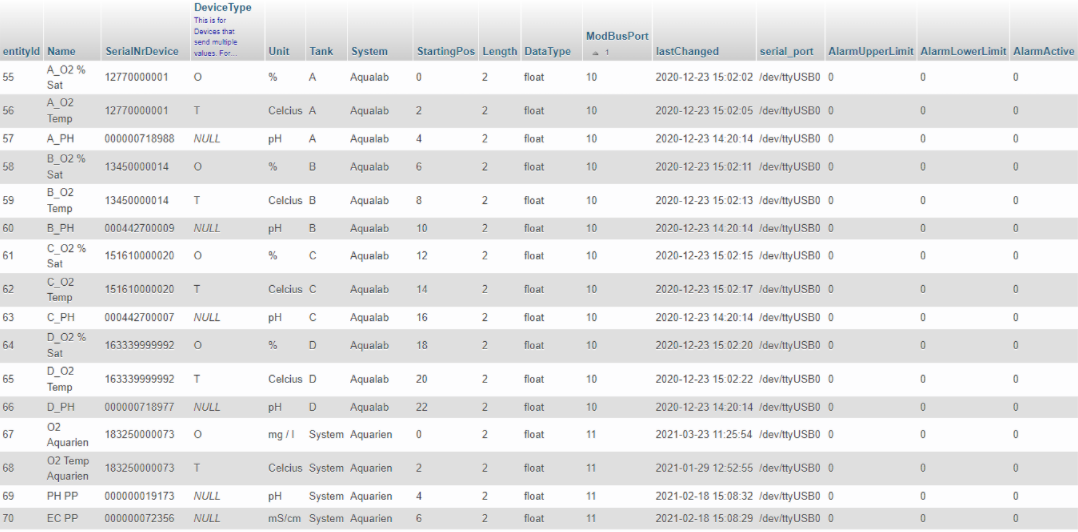 DeviceType
This is for
Devices that
send multiple
values. For...
ModBusPort
1
entityId Name SerialNrDevice Unit Tank System StartingPos Length DataType lastChanged serial_port AlarmUpperLimit AlarmLowerLimit AlarmActive
55 A_O2 % Sat 12770000001 O % A Aqualab 0 2 float 10 2020-12-23 15:02:02 /dev/ttyUSB0 0 0 0
56 A_O2 Temp 12770000001 T Celcius A Aqualab 2 2 float 10 2020-12-23 15:02:05 /dev/ttyUSB0 0 0 0
57 A_PH 000000718988 NULL pH A Aqualab 4 2 float 10 2020-12-23 14:20:14 /dev/ttyUSB0 0 0 0
58 B_O2 % Sat 13450000014 O % B Aqualab 6 2 float 10 2020-12-23 15:02:11 /dev/ttyUSB0 0 0 0
59 B_O2 Temp 13450000014 T Celcius B Aqualab 8 2 float 10 2020-12-23 15:02:13 /dev/ttyUSB0 0 0 0
60 B_PH 000442700009 NULL pH B Aqualab 10 2 float 10 2020-12-23 14:20:14 /dev/ttyUSB0 0 0 0
61 C_O2 % Sat 151610000020 O % C Aqualab 12 2 float 10 2020-12-23 15:02:15 /dev/ttyUSB0 0 0 0
62 C_O2 Temp 151610000020 T Celcius C Aqualab 14 2 float 10 2020-12-23 15:02:17 /dev/ttyUSB0 0 0 0
63 C_PH 000442700007 NULL pH C Aqualab 16 2 float 10 2020-12-23 14:20:14 /dev/ttyUSB0 0 0 0
64 D_O2 % Sat 163339999992 O % D Aqualab 18 2 float 10 2020-12-23 15:02:20 /dev/ttyUSB0 0 0 0
65 D_O2 Temp 163339999992 T Celcius D Aqualab 20 2 float 10 2020-12-23 15:02:22 /dev/ttyUSB0 0 0 0
66 D_PH 000000718977 NULL pH D Aqualab 22 2 float 10 2020-12-23 14:20:14 /dev/ttyUSB0 0 0 0
67 O2 Aquarien 183250000073 O mg / l System Aquarien 0 2 float 11 2021-03-23 11:25:54 /dev/ttyUSB0 0 0 0
68 O2 Temp Aquarien 183250000073 T Celcius System Aquarien 2 2 float 11 2021-01-29 12:52:55 /dev/ttyUSB0 0 0 0
69 PH PP 000000019173 NULL pH System Aquarien 4 2 float 11 2021-02-18 15:08:32 /dev/ttyUSB0 0 0 0
70 EC PP 000000072356 NULL mS/cm System Aquarien 6 2 float 11 2021-02-18 15:08:29 /dev/ttyUSB0 0 0 0